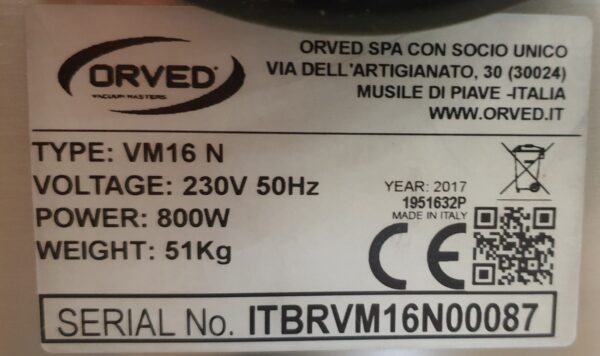 ORVED
VACUUM MASTERS
ORVED SPA CON SOCIO UNICO
VIA DELL'ARTIGIANATO, 30 (30024)
MUSILE DI PIAVE -ITALIA
WWW.ORVED.IT
TYPE: VM16 N
VOLTAGE: 230V 50Hz
POWER: 800W
WEIGHT: 51Kg
YEAR: 2017
1951632P
MADE IN ITALY
CE
SERIAL No. ITBRVM16N00087